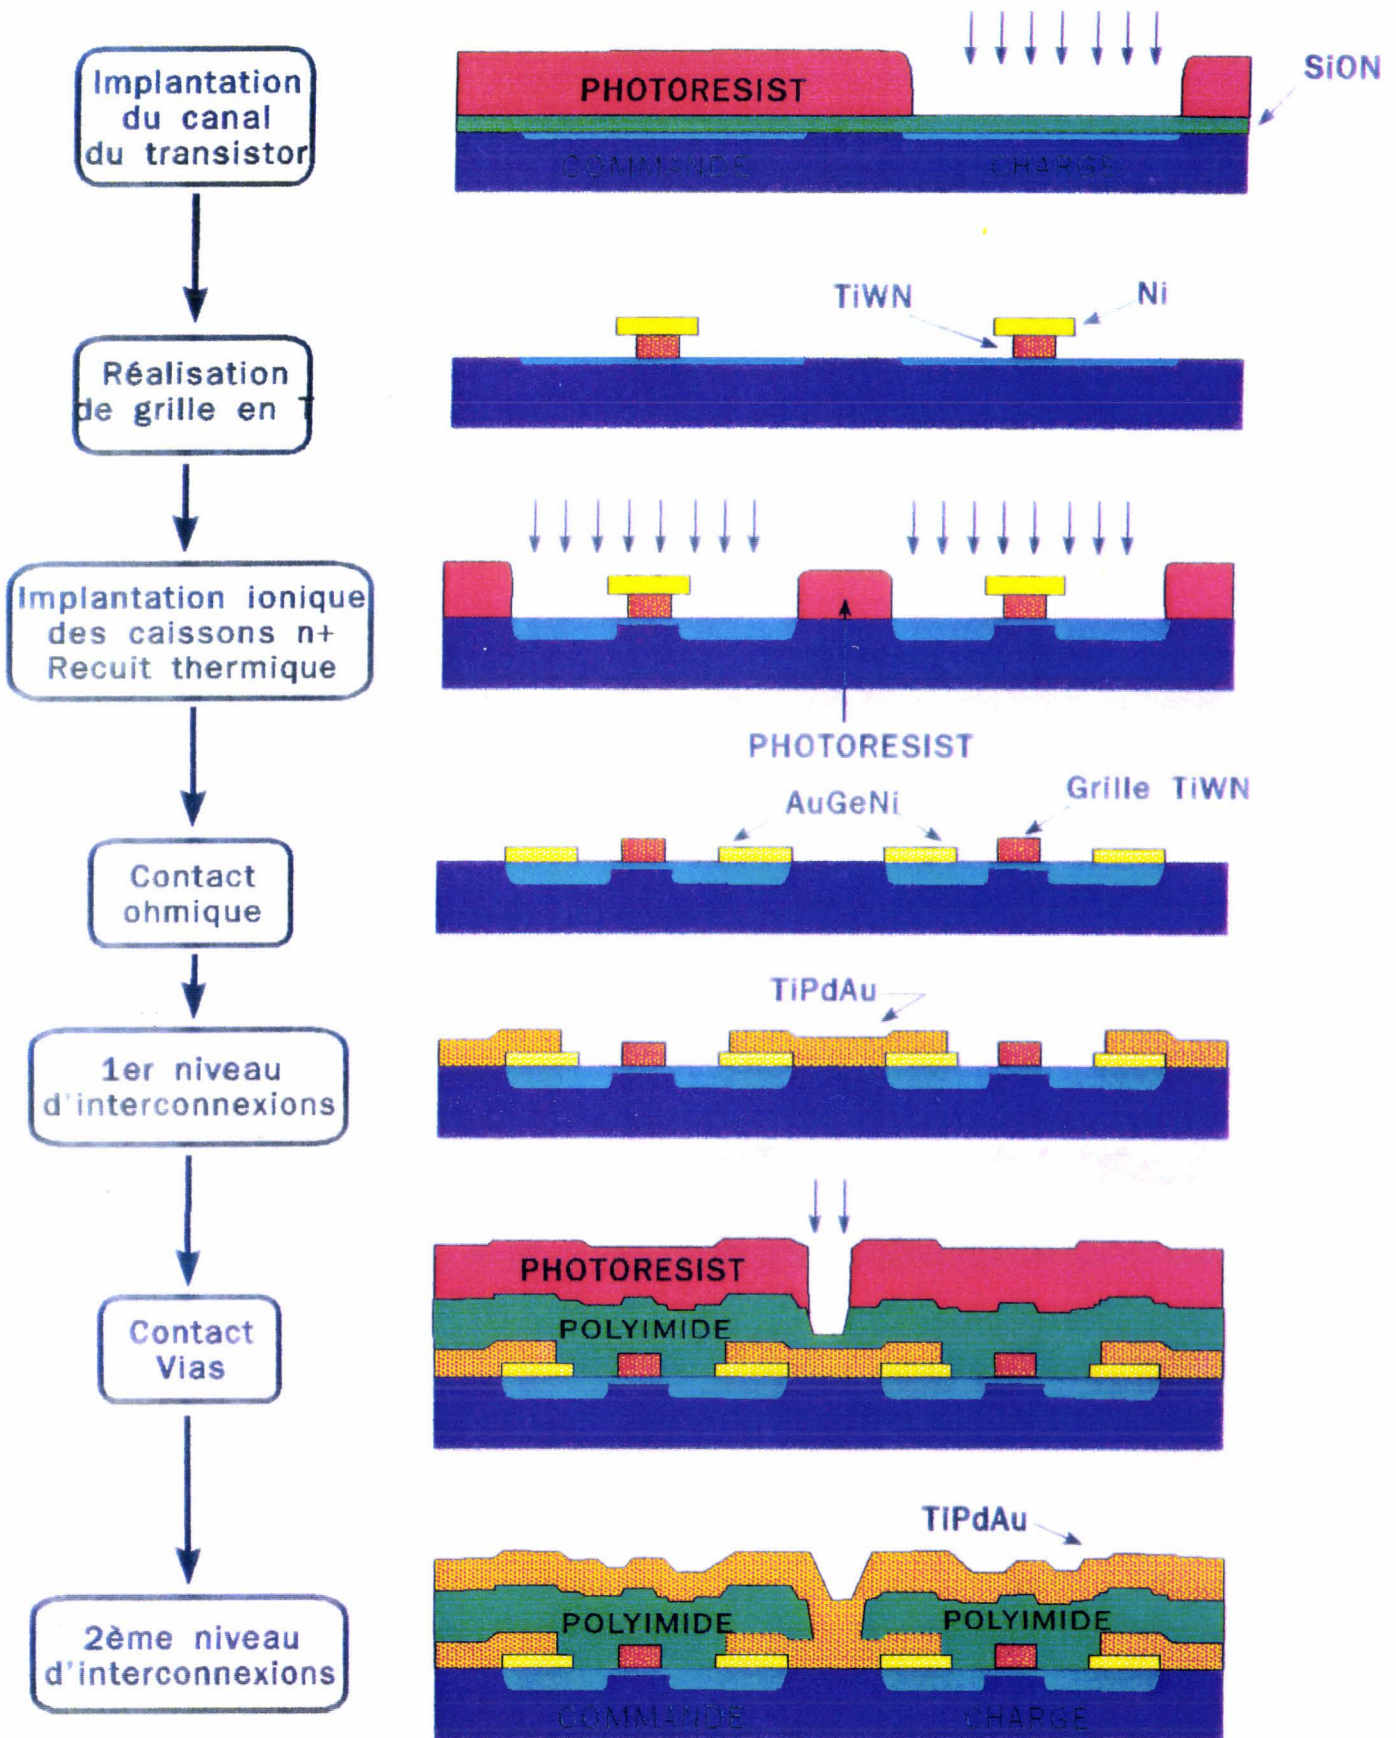 Implantation
du canal
du transistor
PHOTORESIST
SiON
COMMANDE
CHARGE
Réalisation
de grille en T
TiWN
Ni
Implantation ionique
des caissons n+
Recuit thermique
PHOTORESIST
Contact
ohmique
AuGeNi
Grille TiWN
1er niveau
d'interconnexions
TiPdAu
Contact
Vias
PHOTORESIST
POLYIMIDE
2ème niveau
d'interconnexions
TiPdAu
POLYIMIDE
POLYIMIDE
COMMANDE
CHARGE